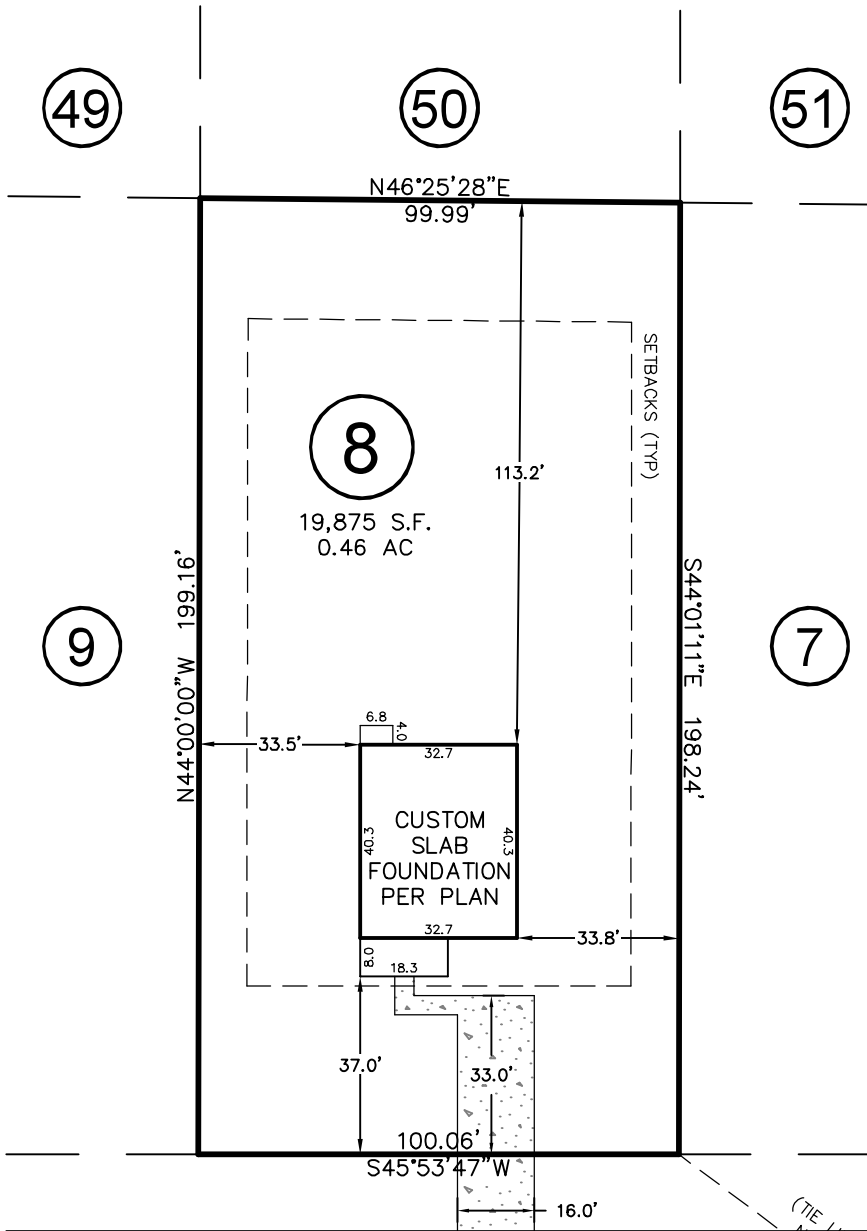 49
50
51
N46°25'28"E
99.99'
SETBACKS (TYP)
8
19,875 S.F.
0.46 AC
113.2'
N44°00'00"W 199.16'
S44°01'11"E 198.24'
9
7
6.8
4.0
33.5'
32.7
40.3
CUSTOM
SLAB
FOUNDATION
PER PLAN
40.3
32.7
33.8'
8.0
18.3
37.0'
33.0'
100.06'
S45°53'47"W
16.0'
(TIE